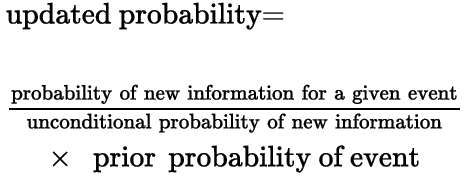 updated probability=
probability of new information for a given event
unconditional probability of new information
× prior probability of event